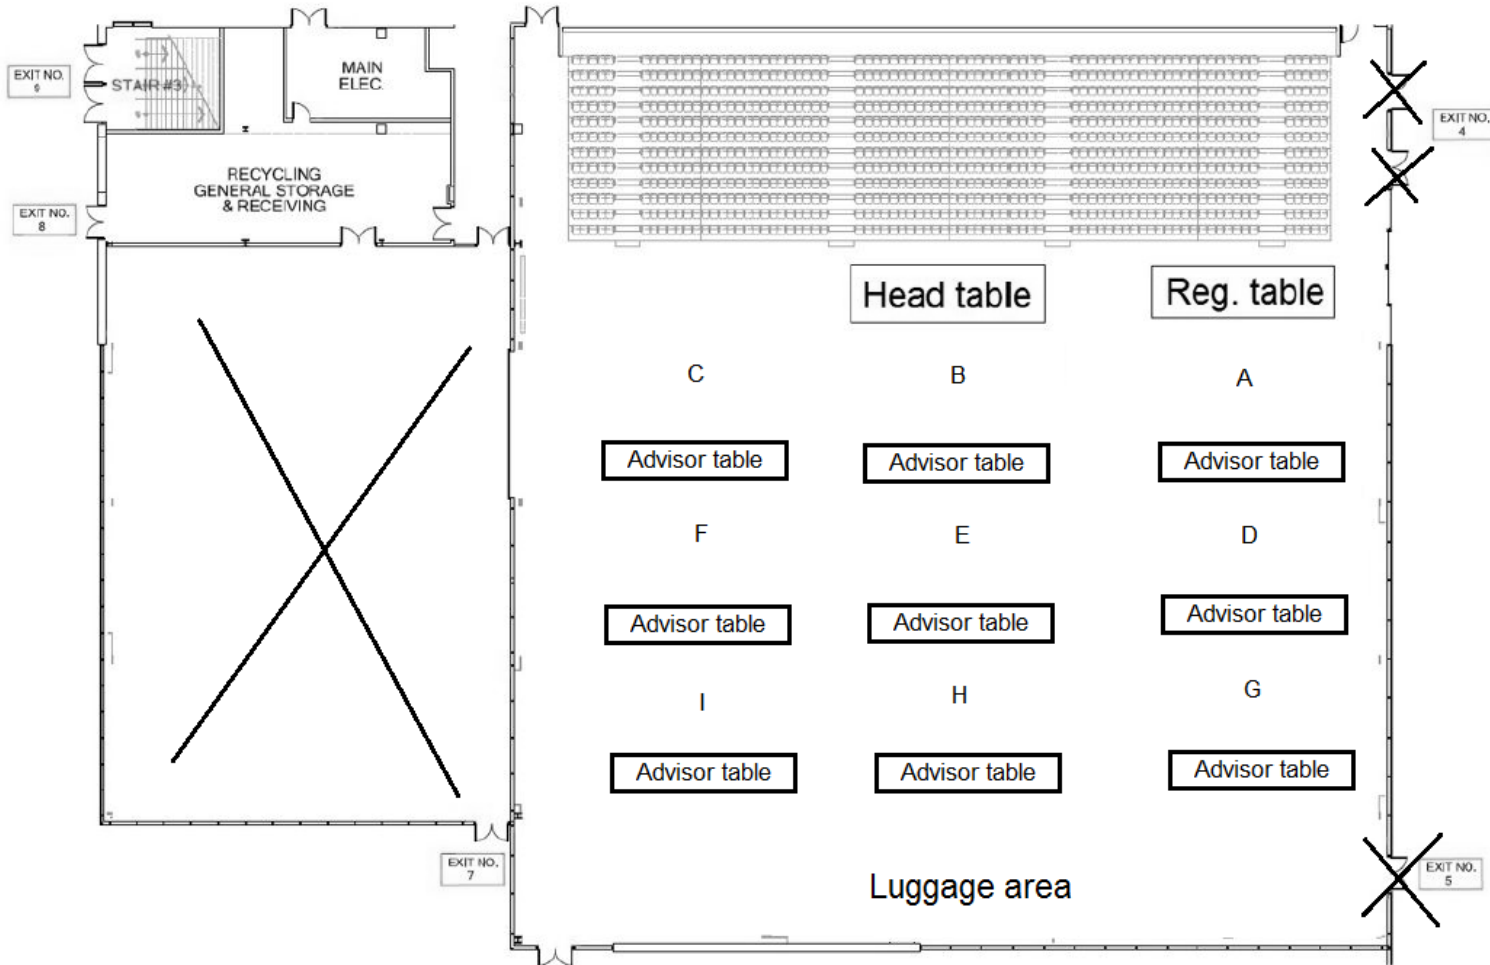 EXIT NO.
9
STAIR #3
MAIN
ELEC.
EXIT NO.
4
RECYCLING
GENERAL STORAGE
& RECEIVING
EXIT NO.
8
Head table
Reg. table
C
B
A
Advisor table
Advisor table
Advisor table
F
E
D
Advisor table
Advisor table
Advisor table
I
H
G
Advisor table
Advisor table
Advisor table
EXIT NO.
7
Luggage area
EXIT NO.
5